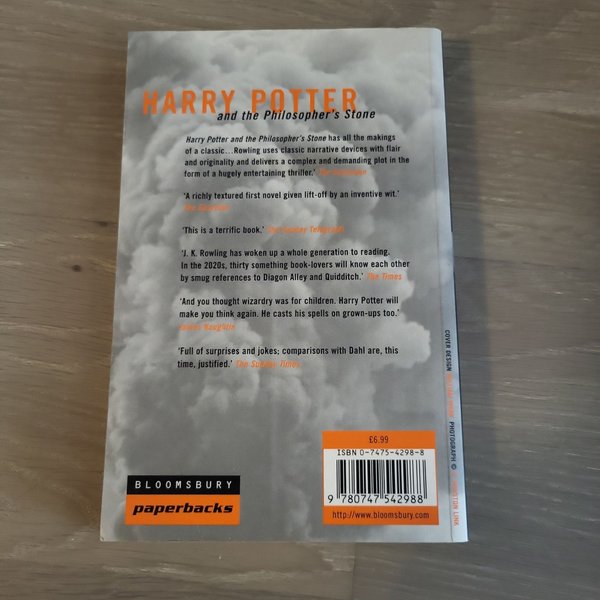 HARRY POTTER
and the Philosopher's Stone
Harry Potter and the Philosopher's Stone has all the makings
of a classic...Rowling uses classic narrative devices with flair
and originality and delivers a complex and demanding plot in the
form of a hugely entertaining thriller.'
'A richly textured first novel given lift-off by an inventive wit.'
'This is a terrific book.' The Sunday Telegraph
'J. K. Rowling has woken up a whole generation to reading.
In the 2020s, thirty something book-lovers will know each other
by smug references to Diagon Alley and Quidditch.' The Times
'And you thought wizardry was for children. Harry Potter will
make you think again. He casts his spells on grown-ups too.'
'Full of surprises and jokes; comparisons with Dahl are, this
time, justified.' The Sunday Times
COVER DESIGN PHOTOGRAPH © LINK
£6.99
ISBN 0-7475-4298-8
9 780747 542988
http://www.bloomsbury.com
BLOOMSBURY
paperbacks